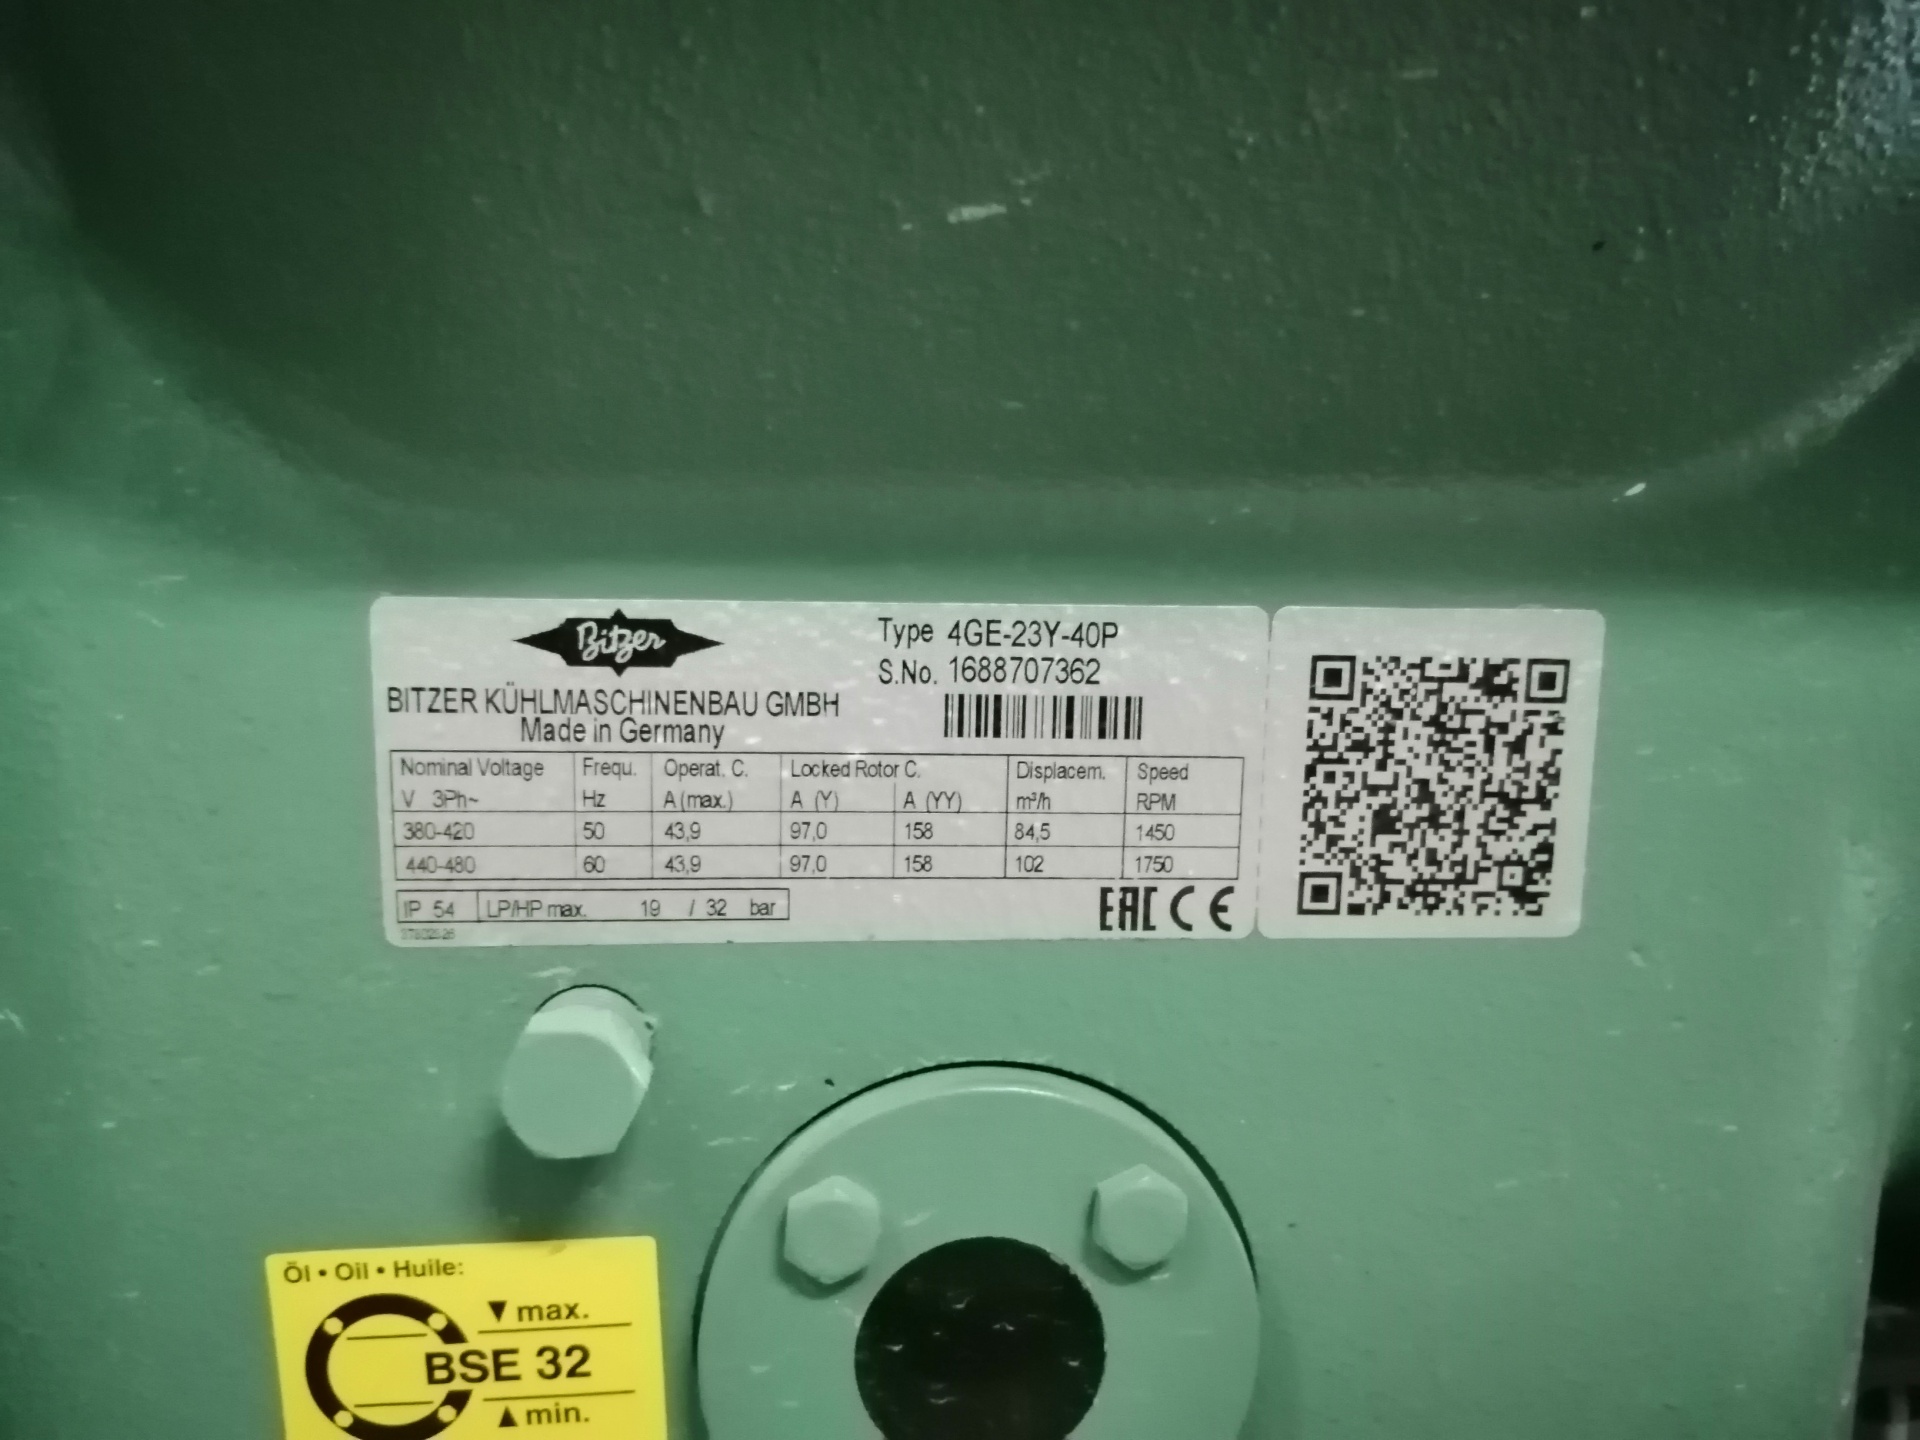 Bitzer
Type 4GE-23Y-40P
S.No. 1688707362
BITZER KÜHLMASCHINENBAU GMBH
Made in Germany
Nominal Voltage Frequ. Operat. C. Locked Rotor C. Displacem. Speed
V 3Ph~ Hz A (max.) A (Y) A (YY) m³/h RPM
380-420 50 43,9 97,0 158 84,5 1450
440-480 60 43,9 97,0 158 102 1750
IP 54 LP/HP max. 19 / 32 bar
EAC CE
Öl • Oil • Huile:
▼ max.
BSE 32
▲ min.